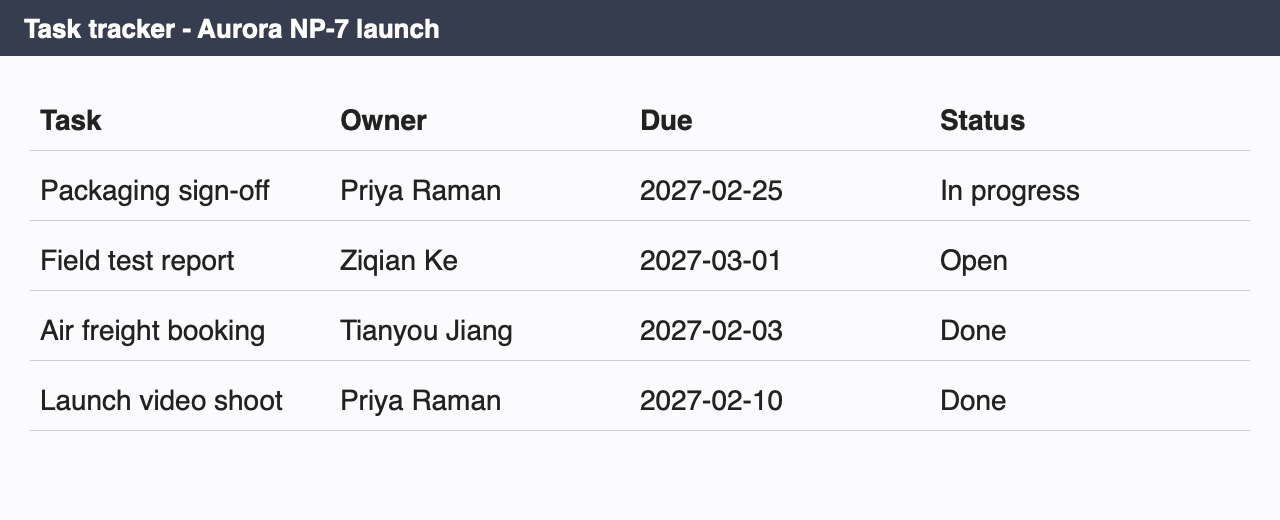 Task tracker - Aurora NP-7 launch
Task Owner Due Status
Packaging sign-off Priya Raman 2027-02-25 In progress
Field test report Ziqian Ke 2027-03-01 Open
Air freight booking Tianyou Jiang 2027-02-03 Done
Launch video shoot Priya Raman 2027-02-10 Done